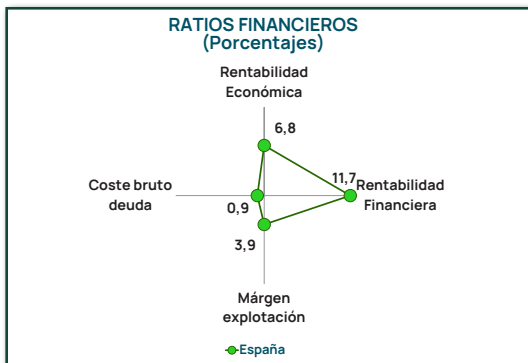 RATIOS FINANCIEROS
(Porcentajes)
Rentabilidad
Económica
6,8
11,7
Rentabilidad
Financiera
Coste bruto
deuda
0,9
3,9
Márgen
explotación
España